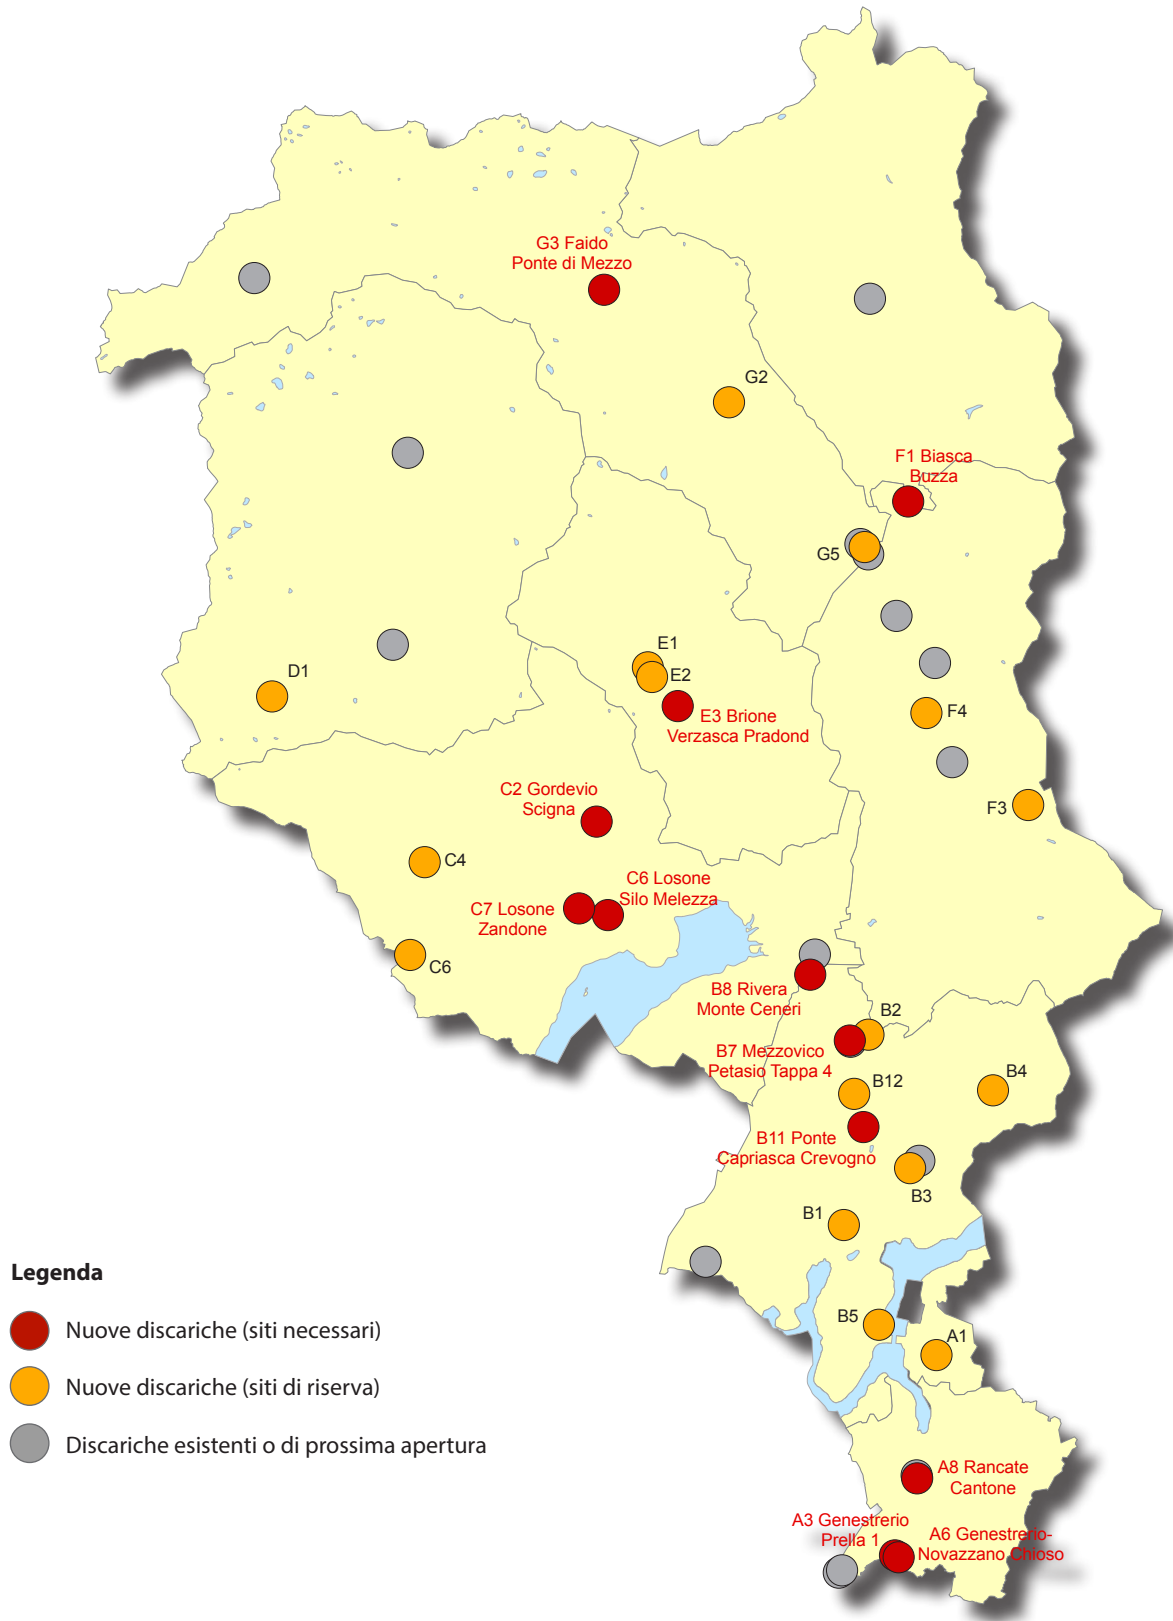 G3 Faido
Ponte di Mezzo
G2
F1 Biasca
Buzza
G5
E1
E2
D1
E3 Brione
Verzasca Pradond
F4
C2 Gordevio
Scigna
F3
C4
C6 Losone
Silo Melezza
C7 Losone
Zandone
C6
B8 Rivera
Monte Ceneri
B2
B7 Mezzovico
Petasio Tappa 4
B12
B4
B11 Ponte
Capriasca Crevogno
B3
B1
B5
A1
Legenda
Nuove discariche (siti necessari)
Nuove discariche (siti di riserva)
Discariche esistenti o di prossima apertura
A8 Rancate
Cantone
A3 Genestrerio
Prella 1
A6 Genestrerio-
Novazzano Chioso